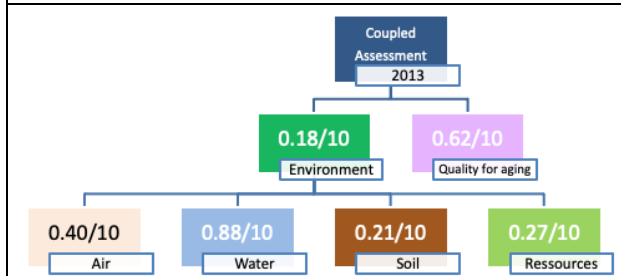 Coupled
Assessment
2013
0.18/10
0.62/10
Environment
Quality for aging
0.40/10
0.88/10
0.21/10
0.27/10
Air
Water
Soil
Ressources